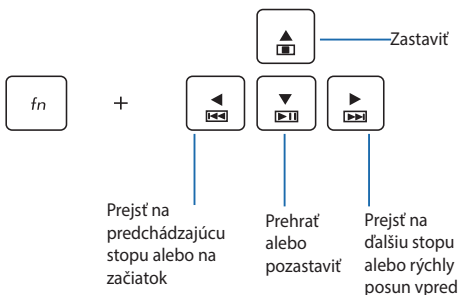 Zastaviť
fn +
Prejsť na
predchádzajúcu
stopu alebo na
začiatok
Prehrať
alebo
pozastaviť
Prejsť na
ďalšiu stopu
alebo rýchly
posun vpred